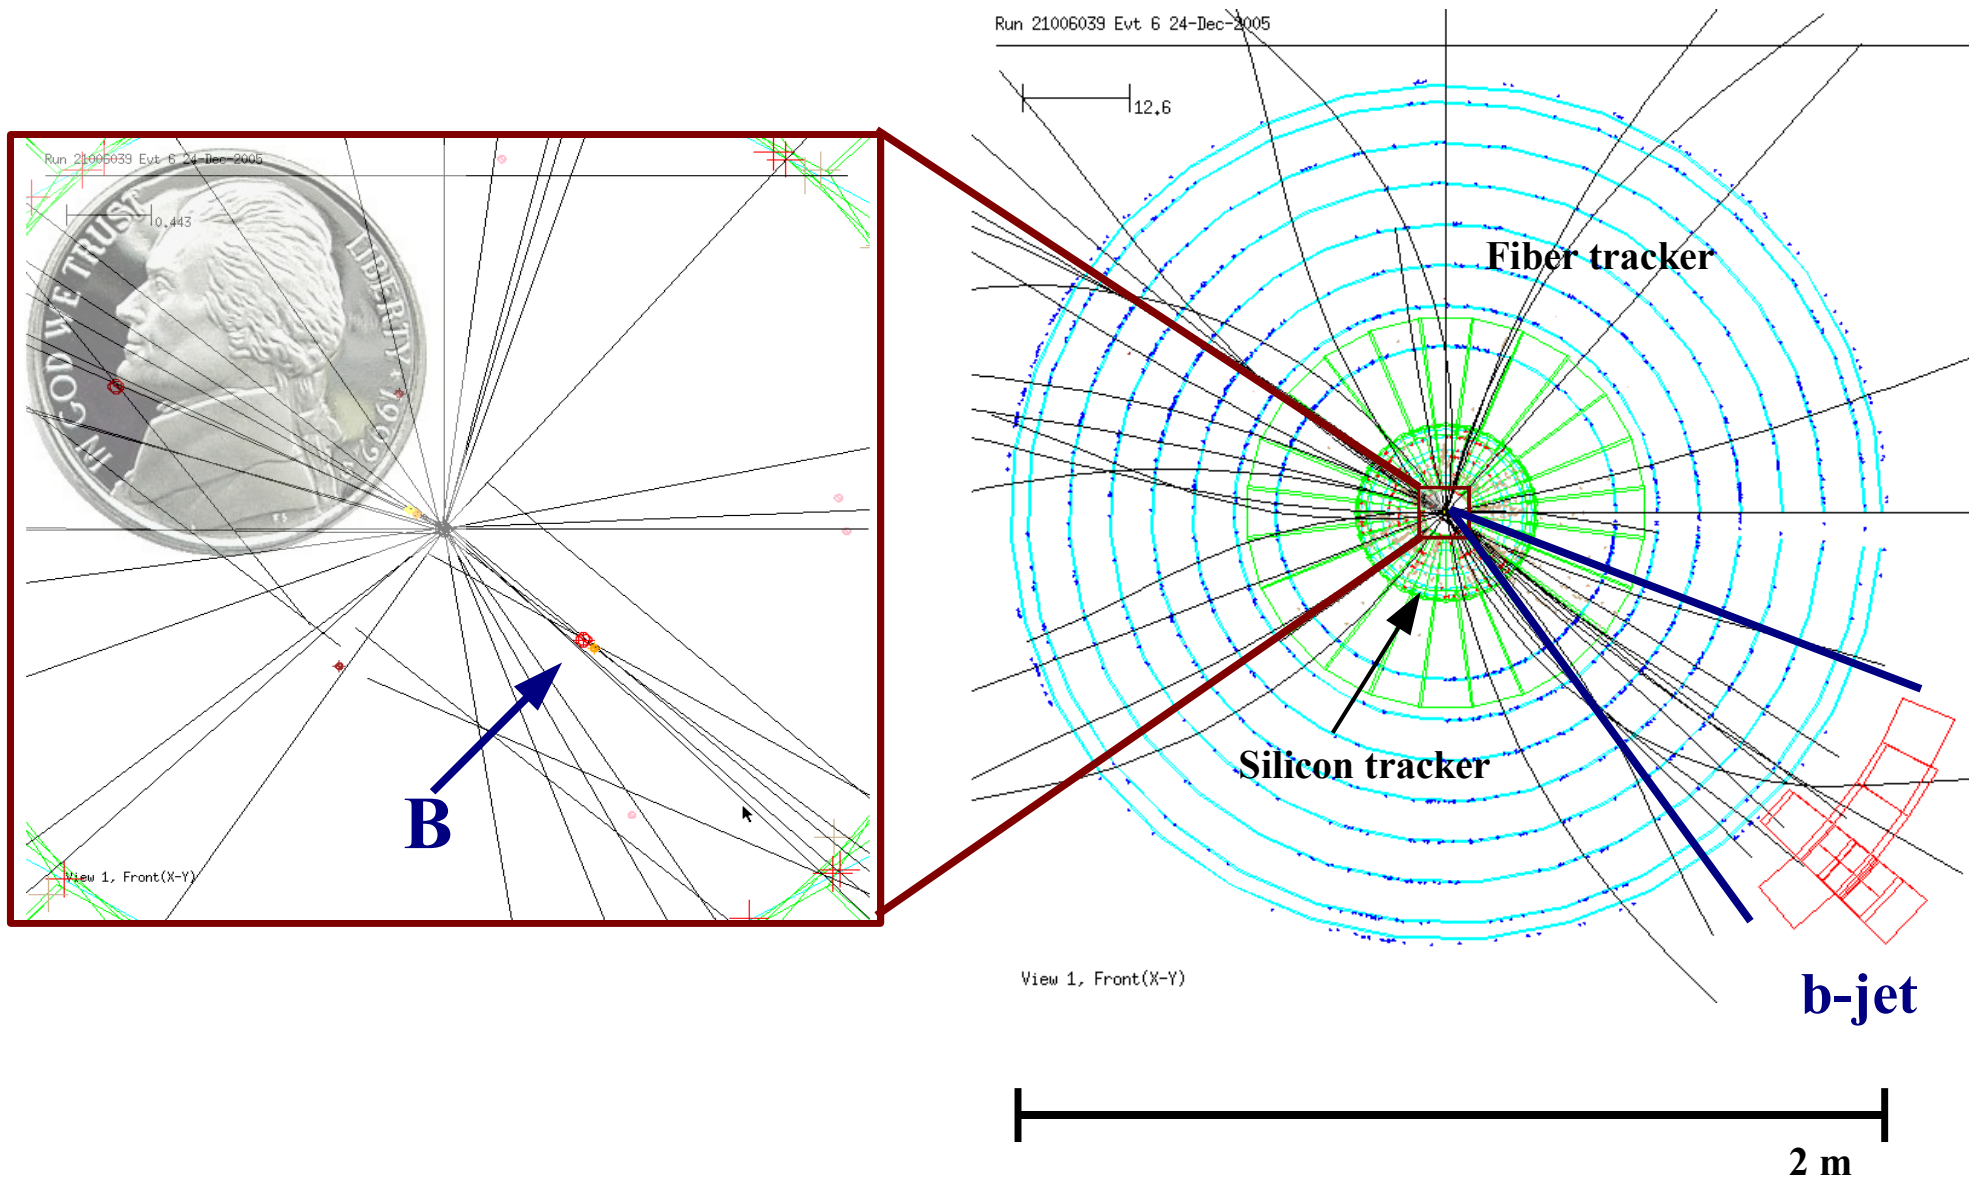 Run 21006039 Evt 6 24-Dec-2005
0.443
IN GOD WE TRUST
LIBERTY
1992
B
View 1, Front(X-Y)
Run 21006039 Evt 6 24-Dec-2005
12.6
Fiber tracker
Silicon tracker
View 1, Front(X-Y)
b-jet
2 m